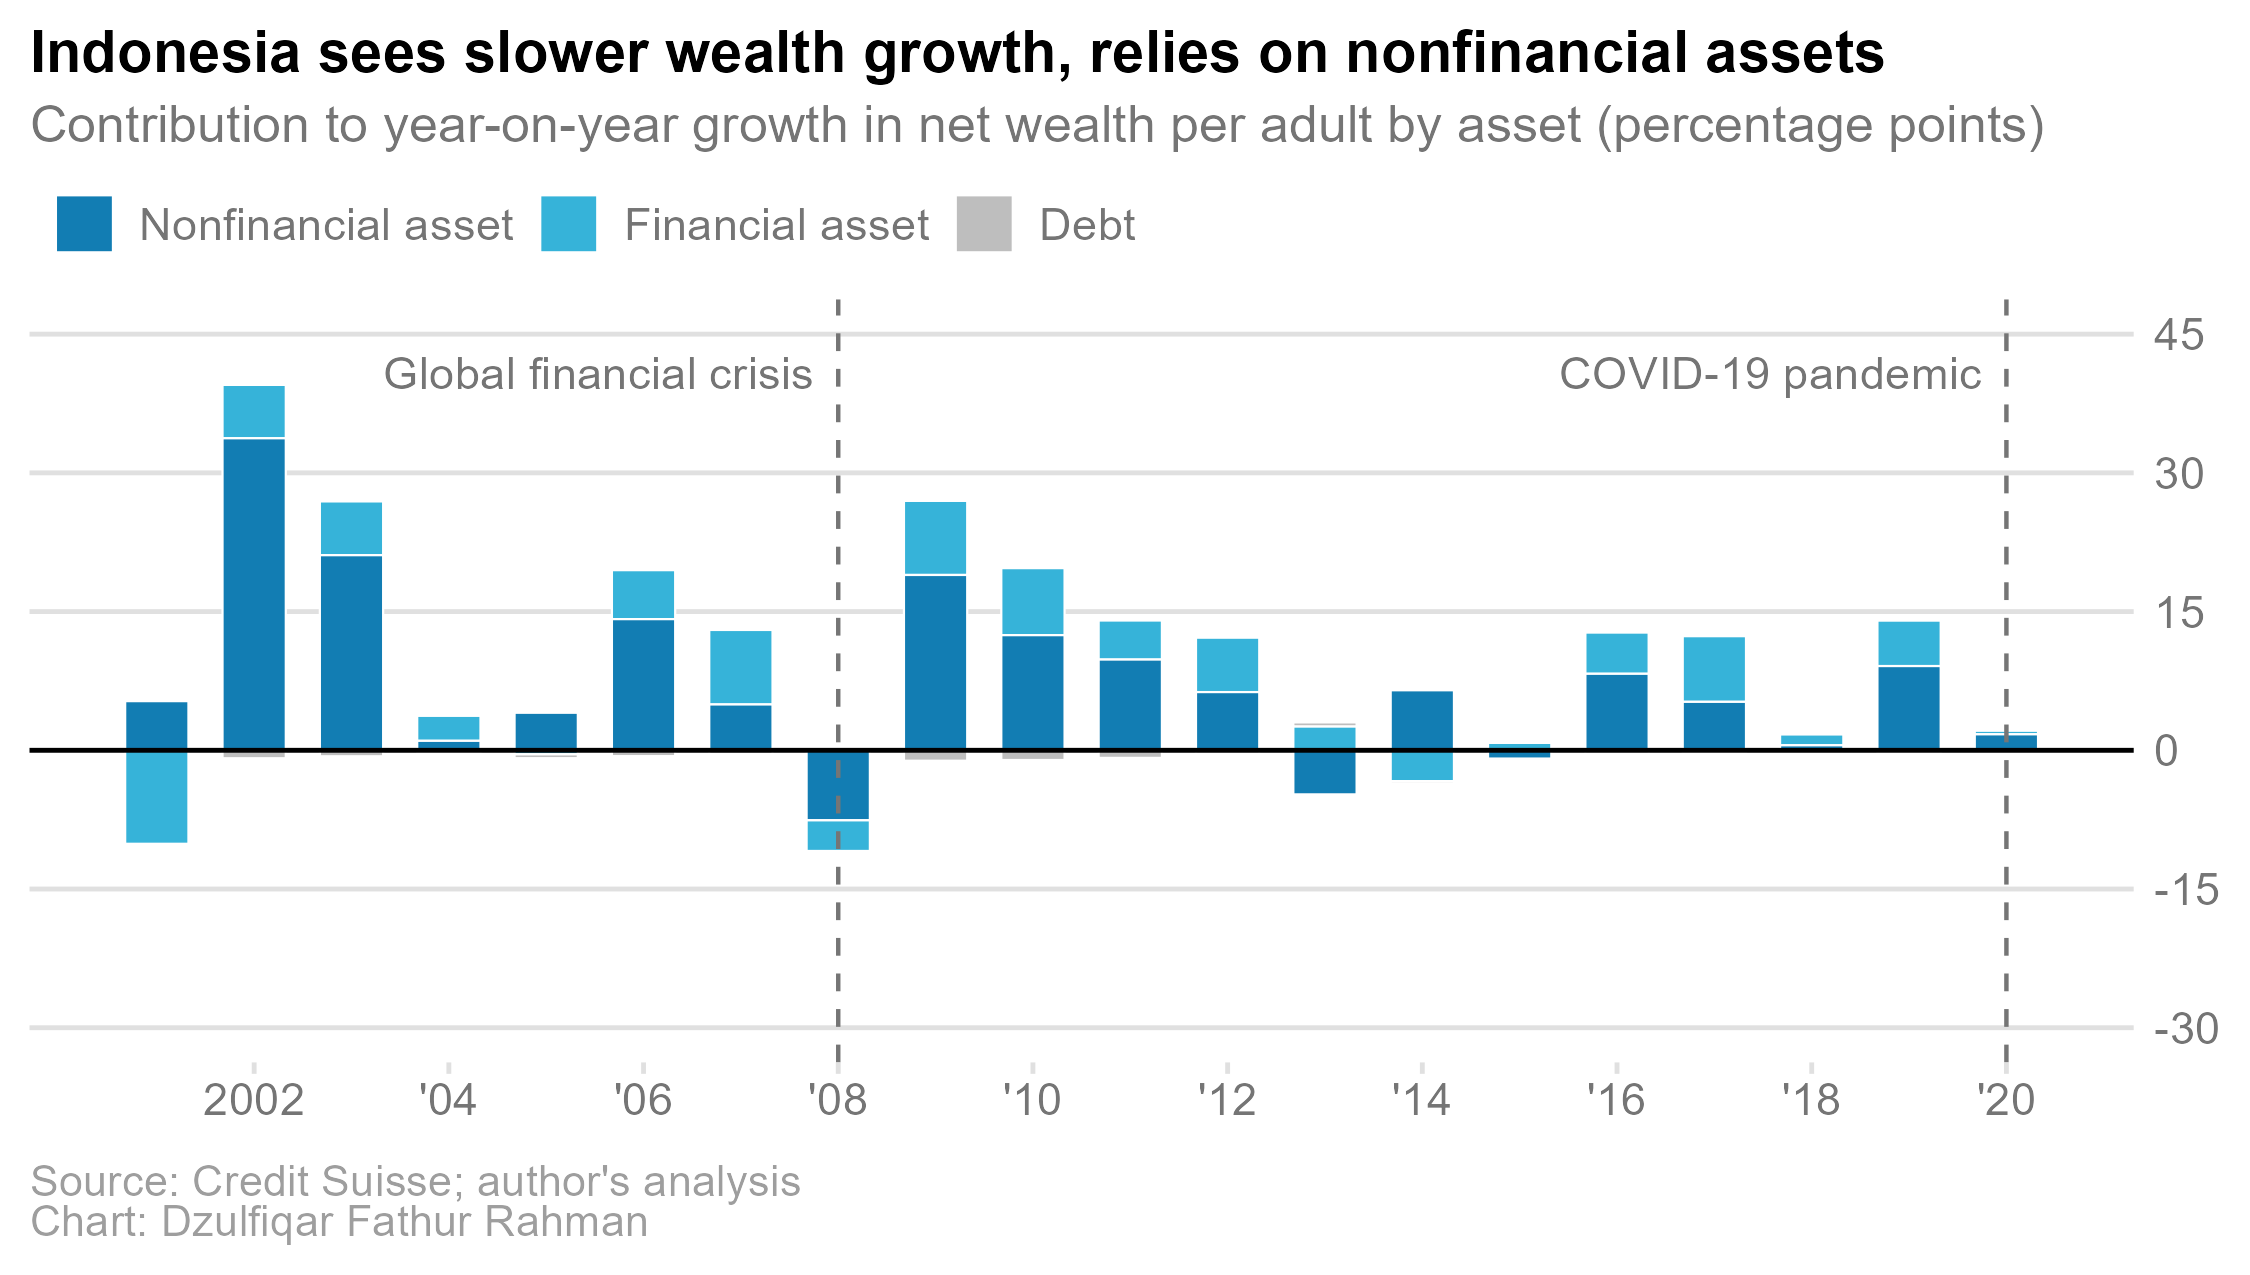 Indonesia sees slower wealth growth, relies on nonfinancial assets
Contribution to year-on-year growth in net wealth per adult by asset (percentage points)
Nonfinancial asset Financial asset Debt
45
Global financial crisis COVID-19 pandemic
30
15
0
-15
-30
2002 '04 '06 '08 '10 '12 '14 '16 '18 '20
Source: Credit Suisse; author's analysis
Chart: Dzulfiqar Fathur Rahman